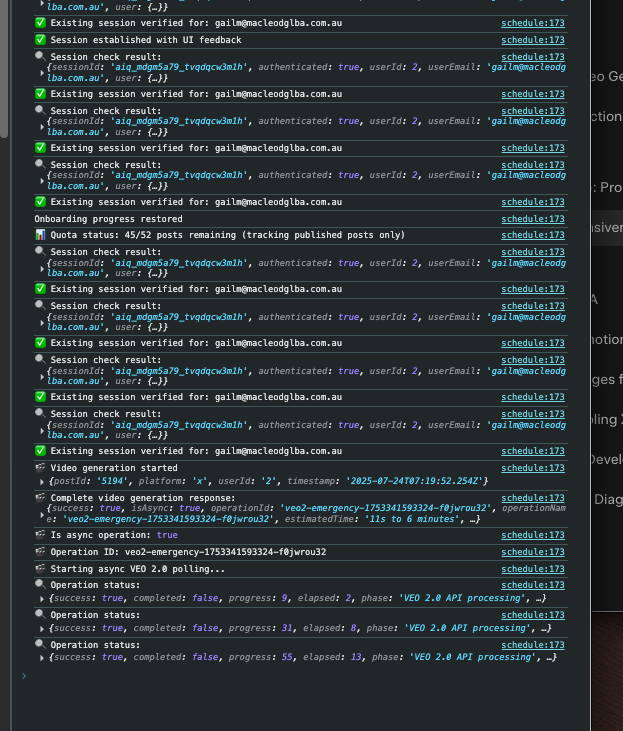 lba.com.au', user: {…}}
✅ Existing session verified for: gailm@macleodglba.com.au schedule:173
✅ Session established with UI feedback schedule:173
🔍 Session check result: schedule:173
{sessionId: 'aiq_mdgm5a79_tvqdqcw3m1h', authenticated: true, userId: 2, userEmail: 'gailm@macleodg
lba.com.au', user: {…}}
✅ Existing session verified for: gailm@macleodglba.com.au schedule:173
🔍 Session check result: schedule:173
{sessionId: 'aiq_mdgm5a79_tvqdqcw3m1h', authenticated: true, userId: 2, userEmail: 'gailm@macleodg
lba.com.au', user: {…}}
✅ Existing session verified for: gailm@macleodglba.com.au schedule:173
🔍 Session check result: schedule:173
{sessionId: 'aiq_mdgm5a79_tvqdqcw3m1h', authenticated: true, userId: 2, userEmail: 'gailm@macleodg
lba.com.au', user: {…}}
✅ Existing session verified for: gailm@macleodglba.com.au schedule:173
Onboarding progress restored schedule:173
📊 Quota status: 45/52 posts remaining (tracking published posts only) schedule:173
🔍 Session check result: schedule:173
{sessionId: 'aiq_mdgm5a79_tvqdqcw3m1h', authenticated: true, userId: 2, userEmail: 'gailm@macleodg
lba.com.au', user: {…}}
✅ Existing session verified for: gailm@macleodglba.com.au schedule:173
🔍 Session check result: schedule:173
{sessionId: 'aiq_mdgm5a79_tvqdqcw3m1h', authenticated: true, userId: 2, userEmail: 'gailm@macleodg
lba.com.au', user: {…}}
✅ Existing session verified for: gailm@macleodglba.com.au schedule:173
🔍 Session check result: schedule:173
{sessionId: 'aiq_mdgm5a79_tvqdqcw3m1h', authenticated: true, userId: 2, userEmail: 'gailm@macleodg
lba.com.au', user: {…}}
✅ Existing session verified for: gailm@macleodglba.com.au schedule:173
🔍 Session check result: schedule:173
{sessionId: 'aiq_mdgm5a79_tvqdqcw3m1h', authenticated: true, userId: 2, userEmail: 'gailm@macleodg
lba.com.au', user: {…}}
✅ Existing session verified for: gailm@macleodglba.com.au schedule:173
🎬 Video generation started schedule:173
{postId: '5194', platform: 'x', userId: '2', timestamp: '2025-07-24T07:19:52.254Z'}
🎬 Complete video generation response: schedule:173
{success: true, isAsync: true, operationId: 'veo2-emergency-1753341593324-f0jwrou32', operationNam
e: 'veo2-emergency-1753341593324-f0jwrou32', estimatedTime: '11s to 6 minutes', …}
🎬 Is async operation: true schedule:173
🎬 Operation ID: veo2-emergency-1753341593324-f0jwrou32 schedule:173
🎬 Starting async VEO 2.0 polling... schedule:173
🔍 Operation status: schedule:173
{success: true, completed: false, progress: 9, elapsed: 2, phase: 'VEO 2.0 API processing', …}
🔍 Operation status: schedule:173
{success: true, completed: false, progress: 31, elapsed: 8, phase: 'VEO 2.0 API processing', …}
🔍 Operation status: schedule:173
{success: true, completed: false, progress: 55, elapsed: 13, phase: 'VEO 2.0 API processing', …}
eo Ge
ction
: Pro
nsiver
A
notion
ges f
ling
Devel
Diag